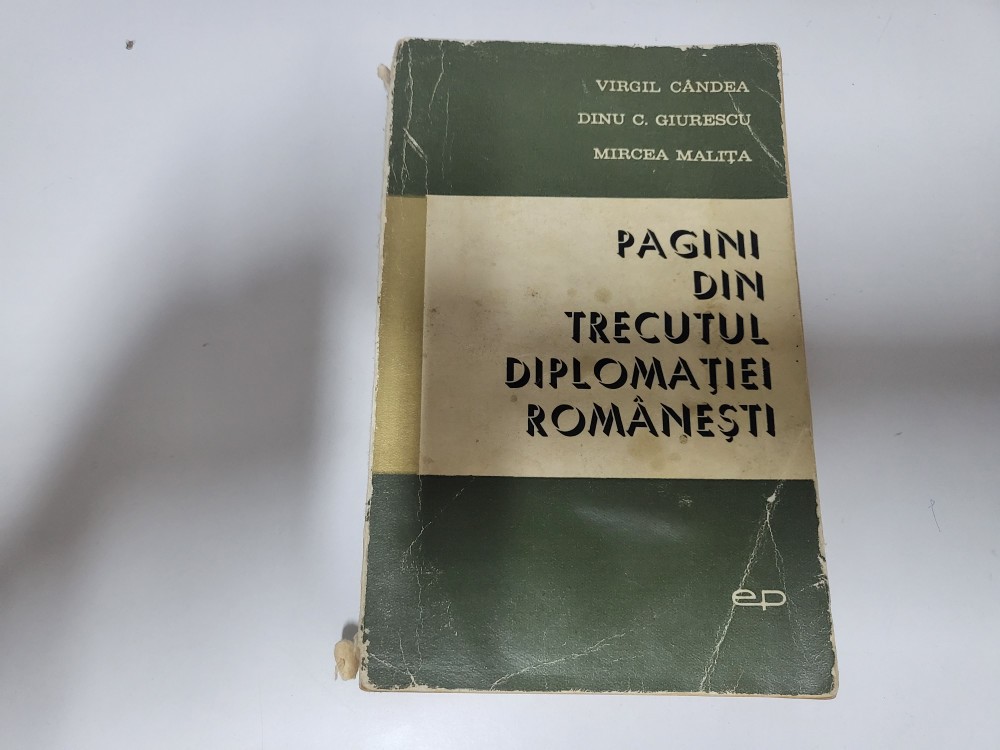 VIRGIL CÂNDEA
DINU C. GIURESCU
MIRCEA MALIȚA
PAGINI
DIN
TRECUTUL
DIPLOMAȚIEI
ROMÂNEȘTI
ep